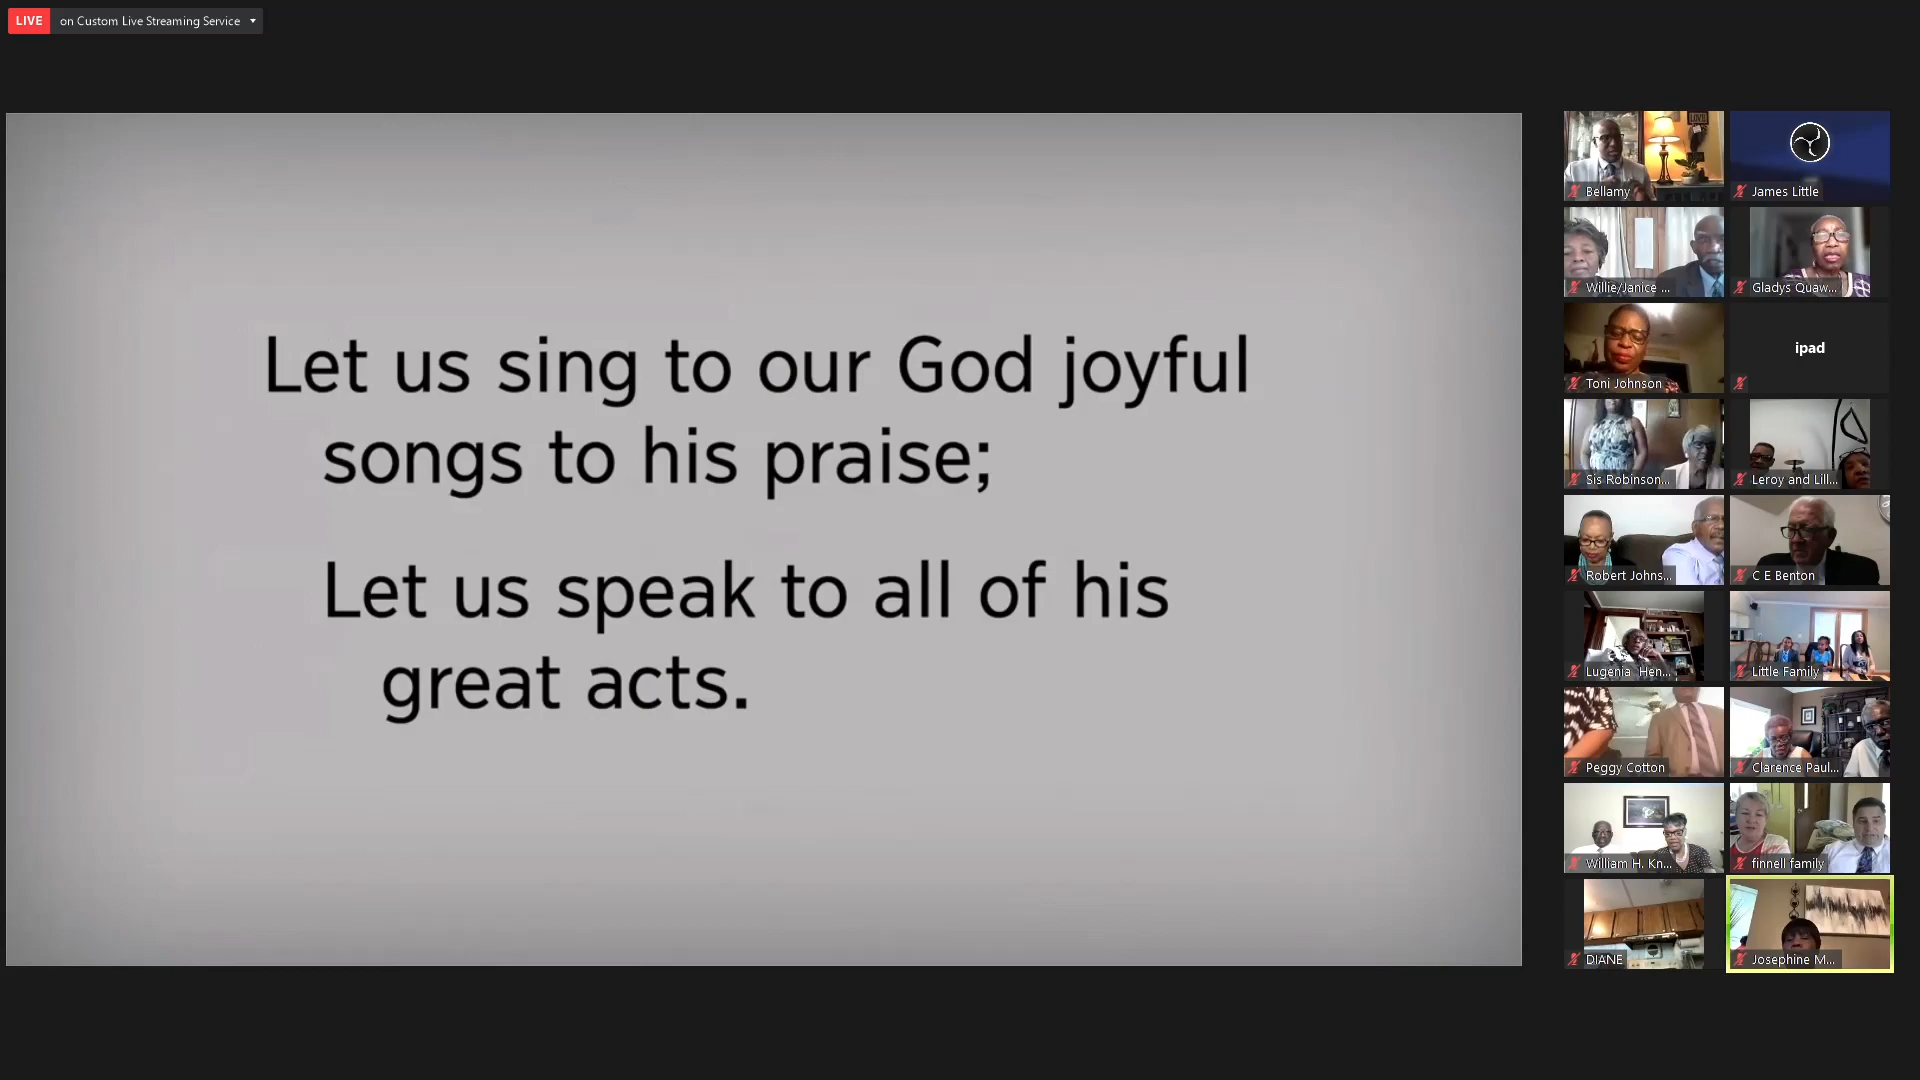 LIVE on Custom Live Streaming Service
Let us sing to our God joyful
songs to his praise;
Let us speak to all of his
great acts.
Bellamy
James Little
Willie/Janice ...
Gladys Quaw...
Toni Johnson
ipad
Sis Robinson...
Leroy and Lill...
Robert Johns...
C E Benton
Lugenia Hen...
Little Family
Peggy Cotton
Clarence Paul...
William H. Kn...
finnell family
DIANE
Josephine M...